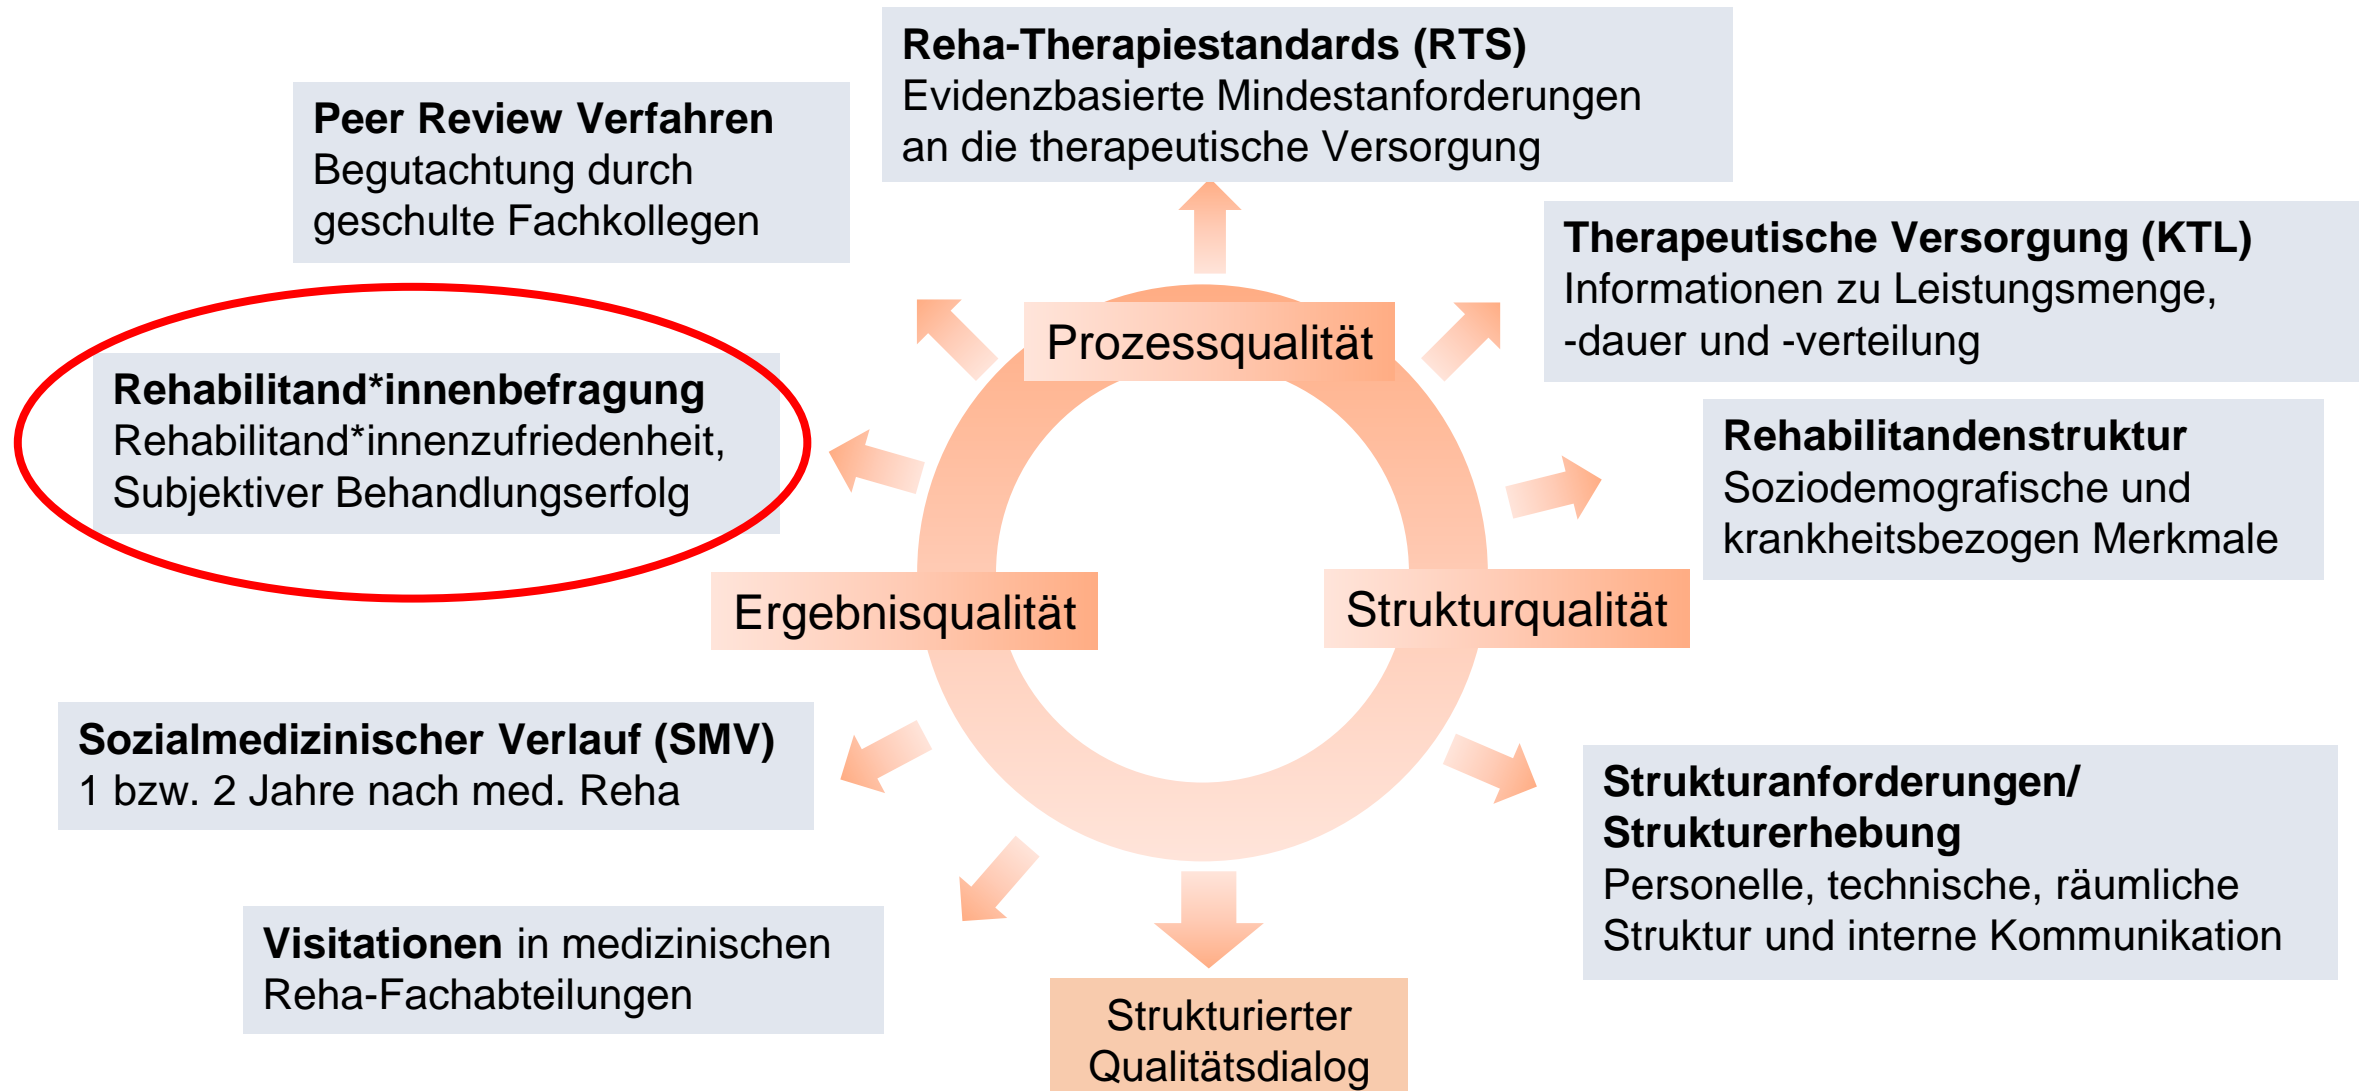 Reha-Therapiestandards (RTS)
Evidenzbasierte Mindestanforderungen
an die therapeutische Versorgung
Peer Review Verfahren
Begutachtung durch
geschulte Fachkollegen
Therapeutische Versorgung (KTL)
Informationen zu Leistungsmenge,
-dauer und -verteilung
Prozessqualität
Rehabilitand*innenbefragung
Rehabilitand*innenzufriedenheit,
Subjektiver Behandlungserfolg
Rehabilitandenstruktur
Soziodemografische und
krankheitsbezogen Merkmale
Ergebnisqualität
Strukturqualität
Sozialmedizinischer Verlauf (SMV)
1 bzw. 2 Jahre nach med. Reha
Strukturanforderungen/
Strukturerhebung
Personelle, technische, räumliche
Struktur und interne Kommunikation
Visitationen in medizinischen
Reha-Fachabteilungen
Strukturierter
Qualitätsdialog